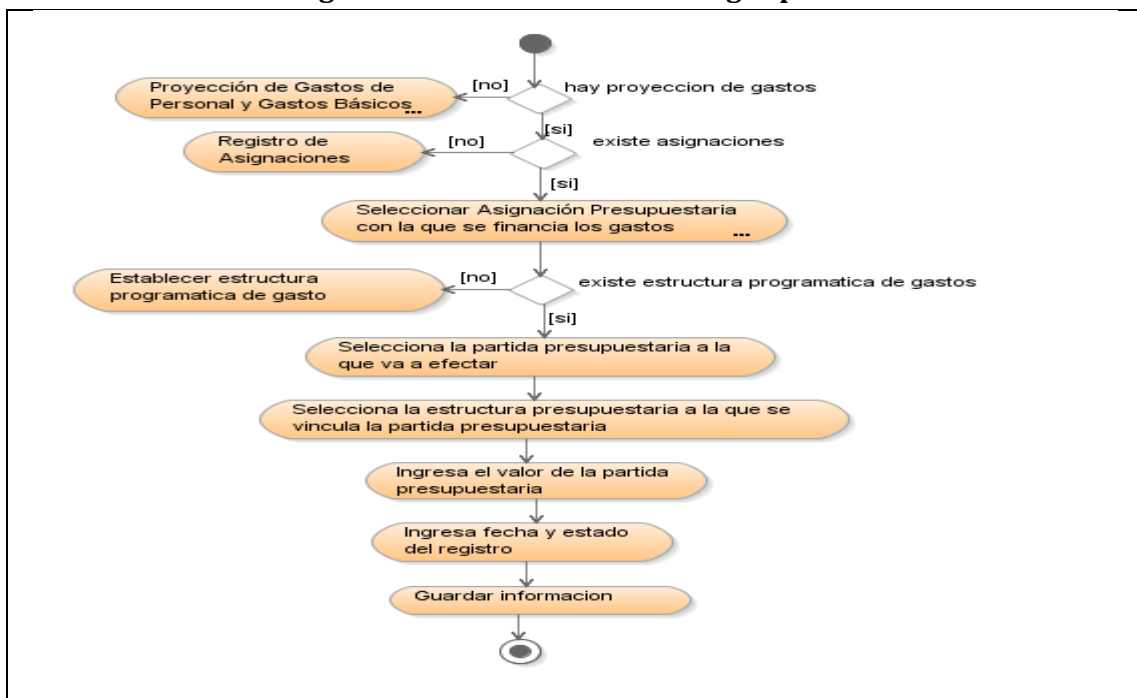 [no]
hay proyeccion de gastos
Proyección de Gastos de
Personal y Gastos Básicos
...
[si]
[no]
existe asignaciones
Registro de
Asignaciones
[si]
Seleccionar Asignación Presupuestaria
con la que se financia los gastos
...
[no]
existe estructura programatica de gastos
Establecer estructura
programatica de gasto
[si]
Selecciona la partida presupuestaria a la
que va a efectar
Selecciona la estructura presupuestaria a la que se
vincula la partida presupuestaria
Ingresa el valor de la partida
presupuestaria
Ingresa fecha y estado
del registro
Guardar informacion